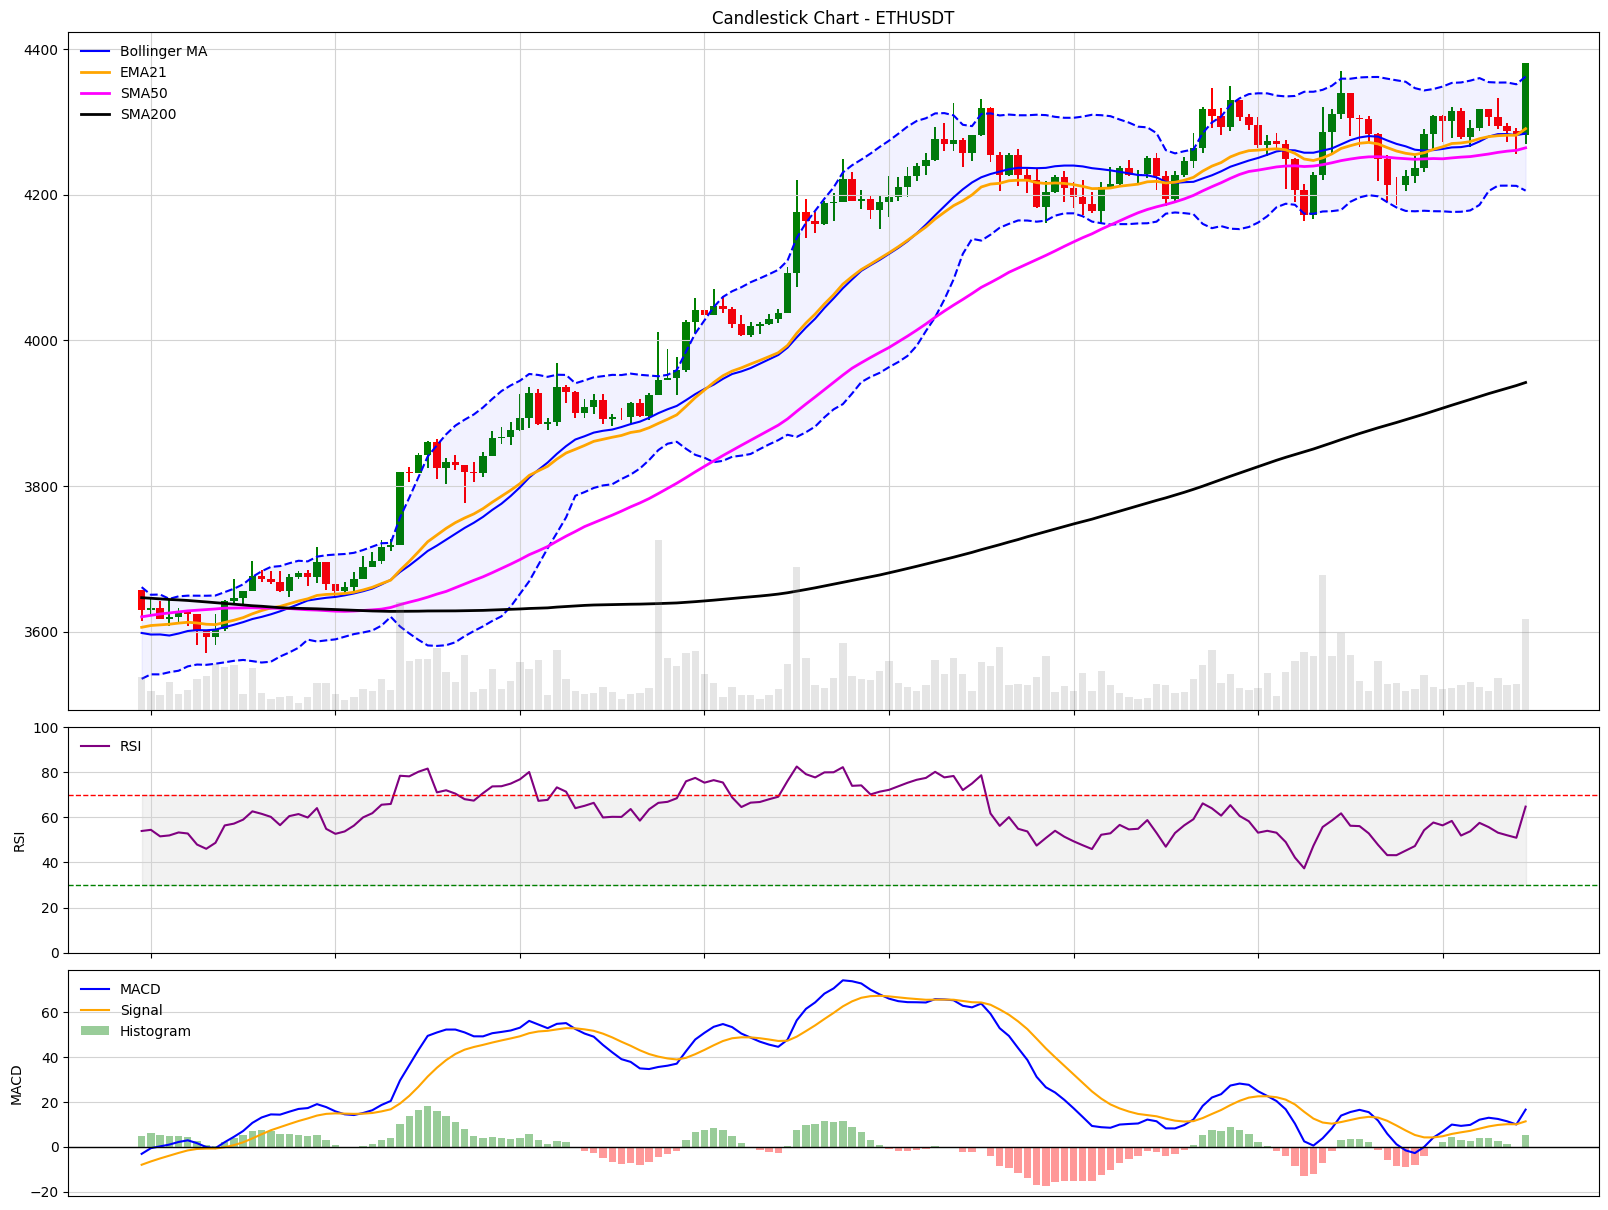 Candlestick Chart - ETHUSDT
Bollinger MA
EMA21
SMA50
SMA200
4400
4200
4000
3800
3600
RSI
100
80
60
40
20
0
RSI
MACD
Signal
Histogram
60
40
20
0
−20
MACD